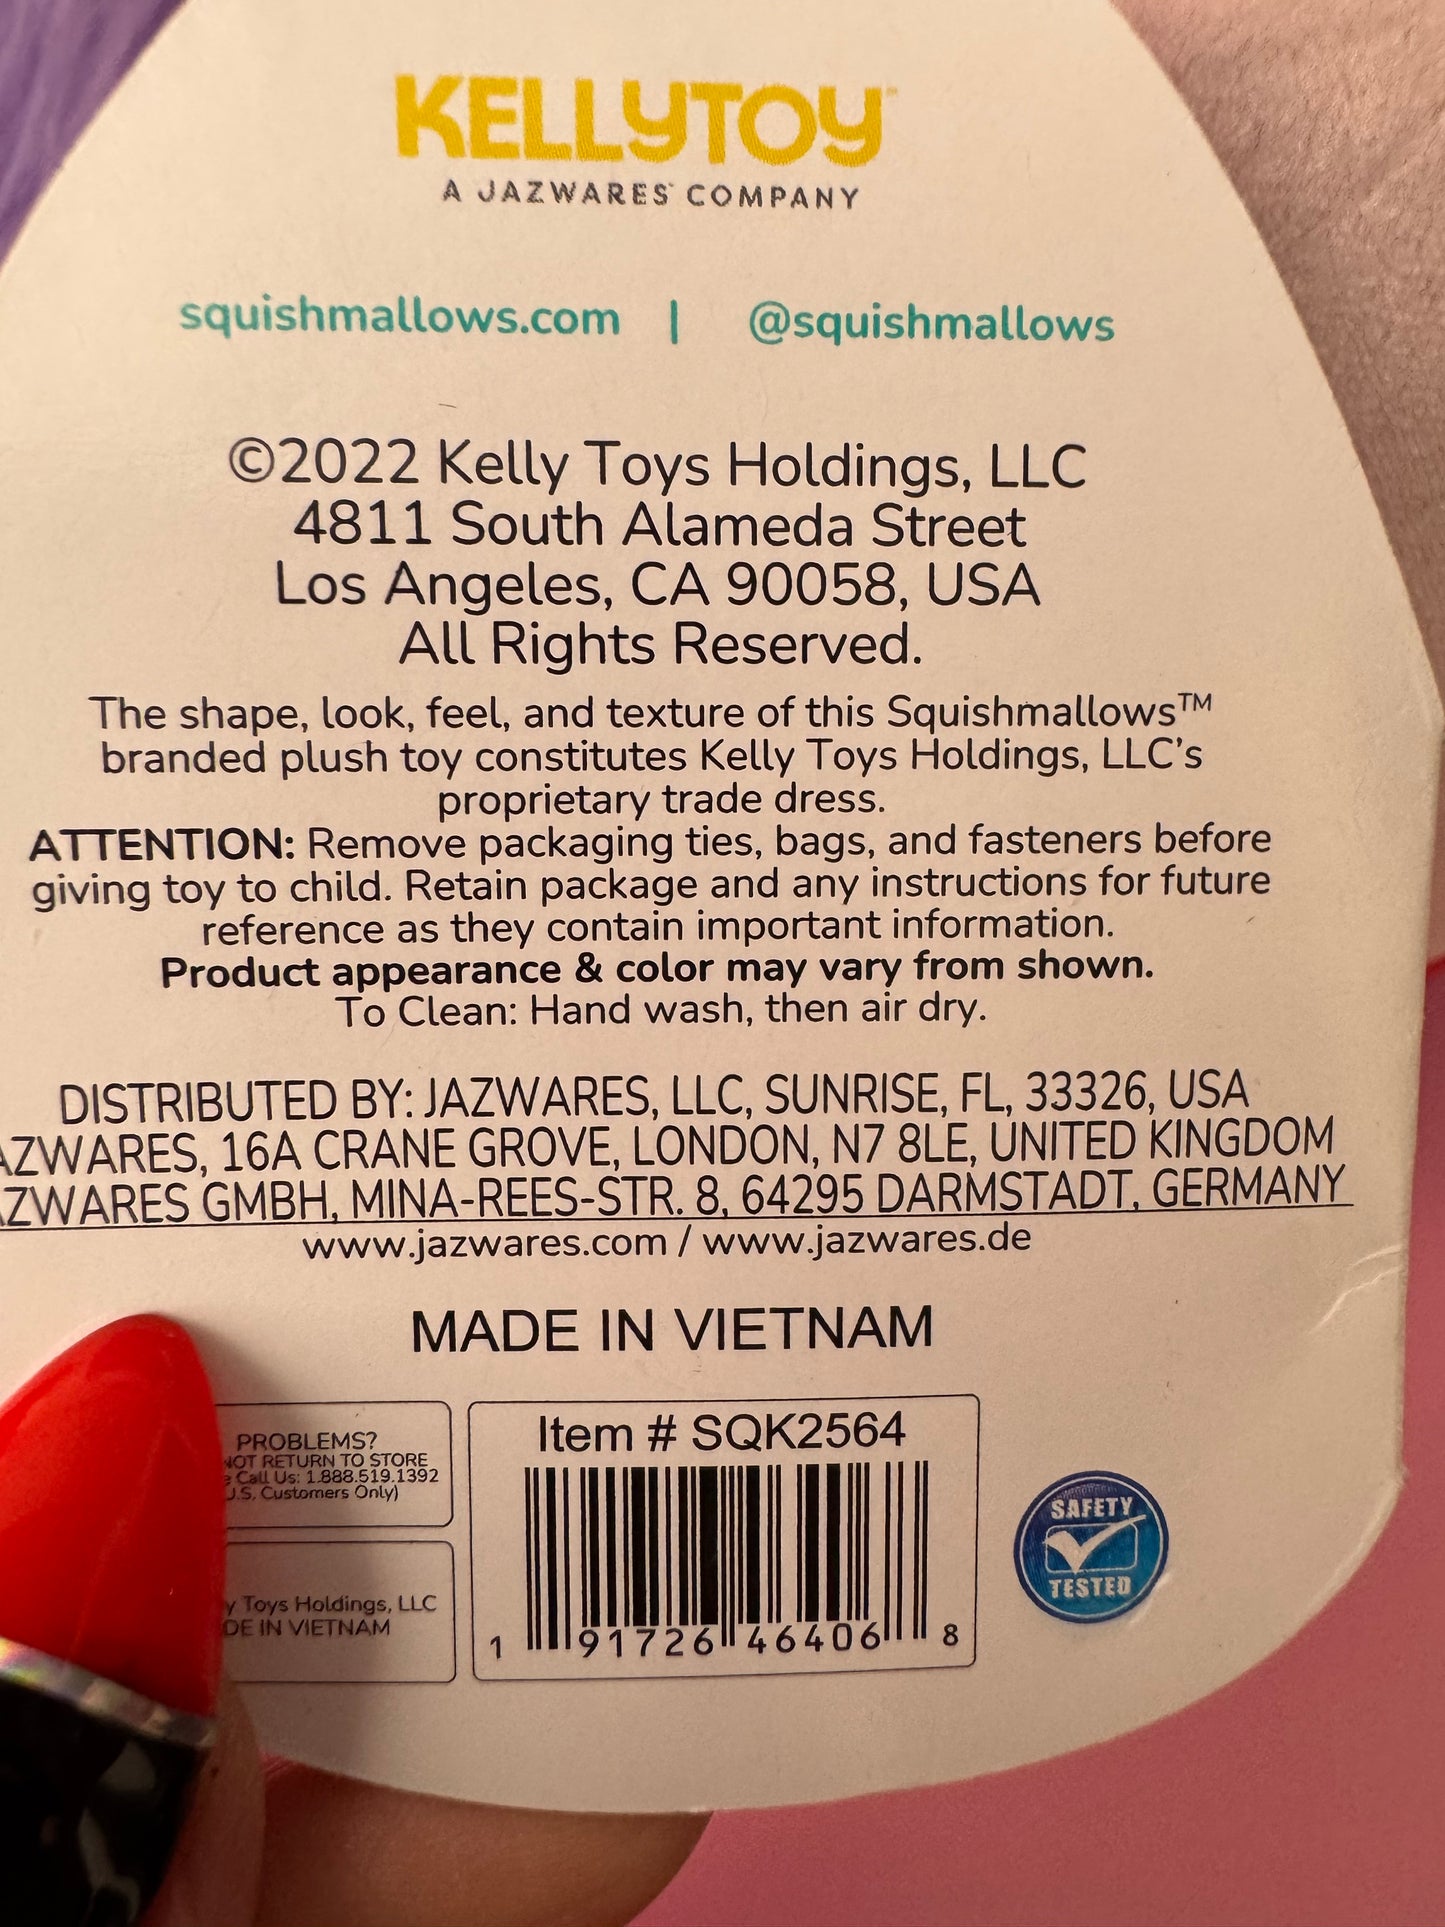 KELLYTOY™
A JAZWARES® COMPANY
squishmallows.com | @squishmallows
©2022 Kelly Toys Holdings, LLC
4811 South Alameda Street
Los Angeles, CA 90058, USA
All Rights Reserved.
The shape, look, feel, and texture of this Squishmallows™
branded plush toy constitutes Kelly Toys Holdings, LLC's
proprietary trade dress.
ATTENTION: Remove packaging ties, bags, and fasteners before
giving toy to child. Retain package and any instructions for future
reference as they contain important information.
Product appearance & color may vary from shown.
To Clean: Hand wash, then air dry.
DISTRIBUTED BY: JAZWARES, LLC, SUNRISE, FL, 33326, USA
AZWARES, 16A CRANE GROVE, LONDON, N7 8LE, UNITED KINGDOM
AZWARES GMBH, MINA-REES-STR. 8, 64295 DARMSTADT, GERMANY
www.jazwares.com / www.jazwares.de
MADE IN VIETNAM
PROBLEMS?
NOT RETURN TO STORE
e Call Us: 1.888.519.1392
U.S. Customers Only)
y Toys Holdings, LLC
DE IN VIETNAM
Item # SQK2564
1 91726 46406 8
SAFETY
TESTED